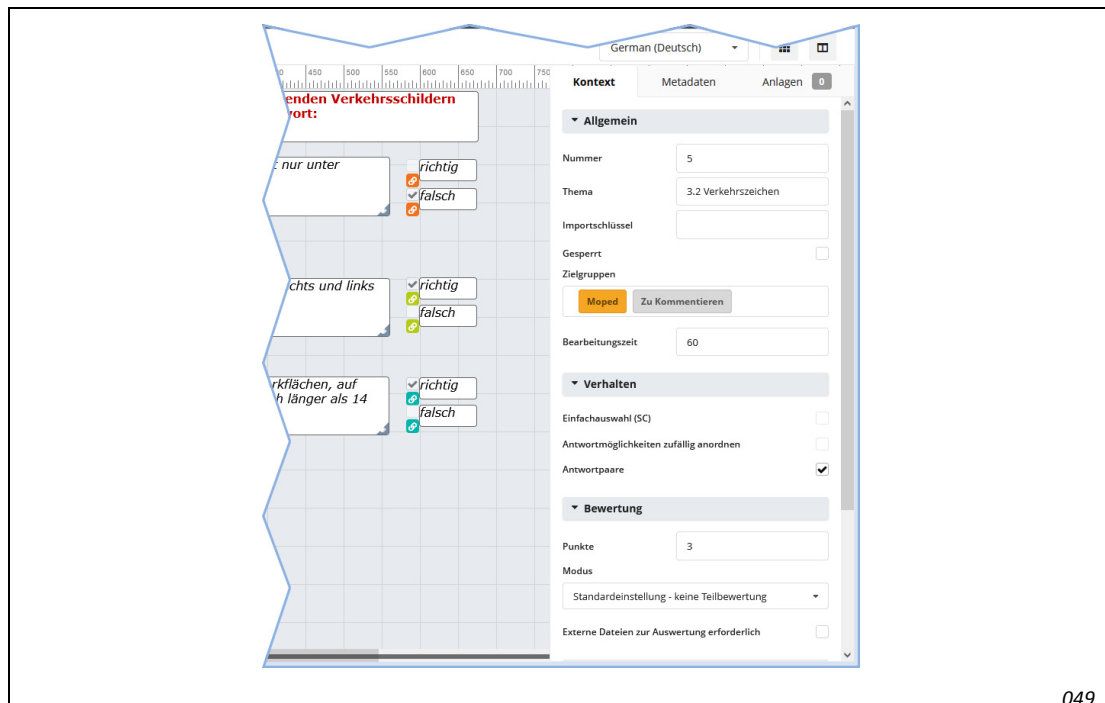 German (Deutsch)
450 500 550 600 650 700 750
Kontext Metadaten Anlagen 0
enden Verkehrsschildern
vort:
nur unter
richtig
falsch
chts und links
richtig
falsch
rkflächen, auf
h länger als 14
richtig
falsch
Allgemein
Nummer 5
Thema 3.2 Verkehrszeichen
Importschlüssel
Gesperrt
Zielgruppen
Moped Zu Kommentieren
Bearbeitungszeit 60
Verhalten
Einfachauswahl (SC)
Antwortmöglichkeiten zufällig anordnen
Antwortpaare
Bewertung
Punkte 3
Modus
Standardeinstellung - keine Teilbewertung
Externe Dateien zur Auswertung erforderlich
049